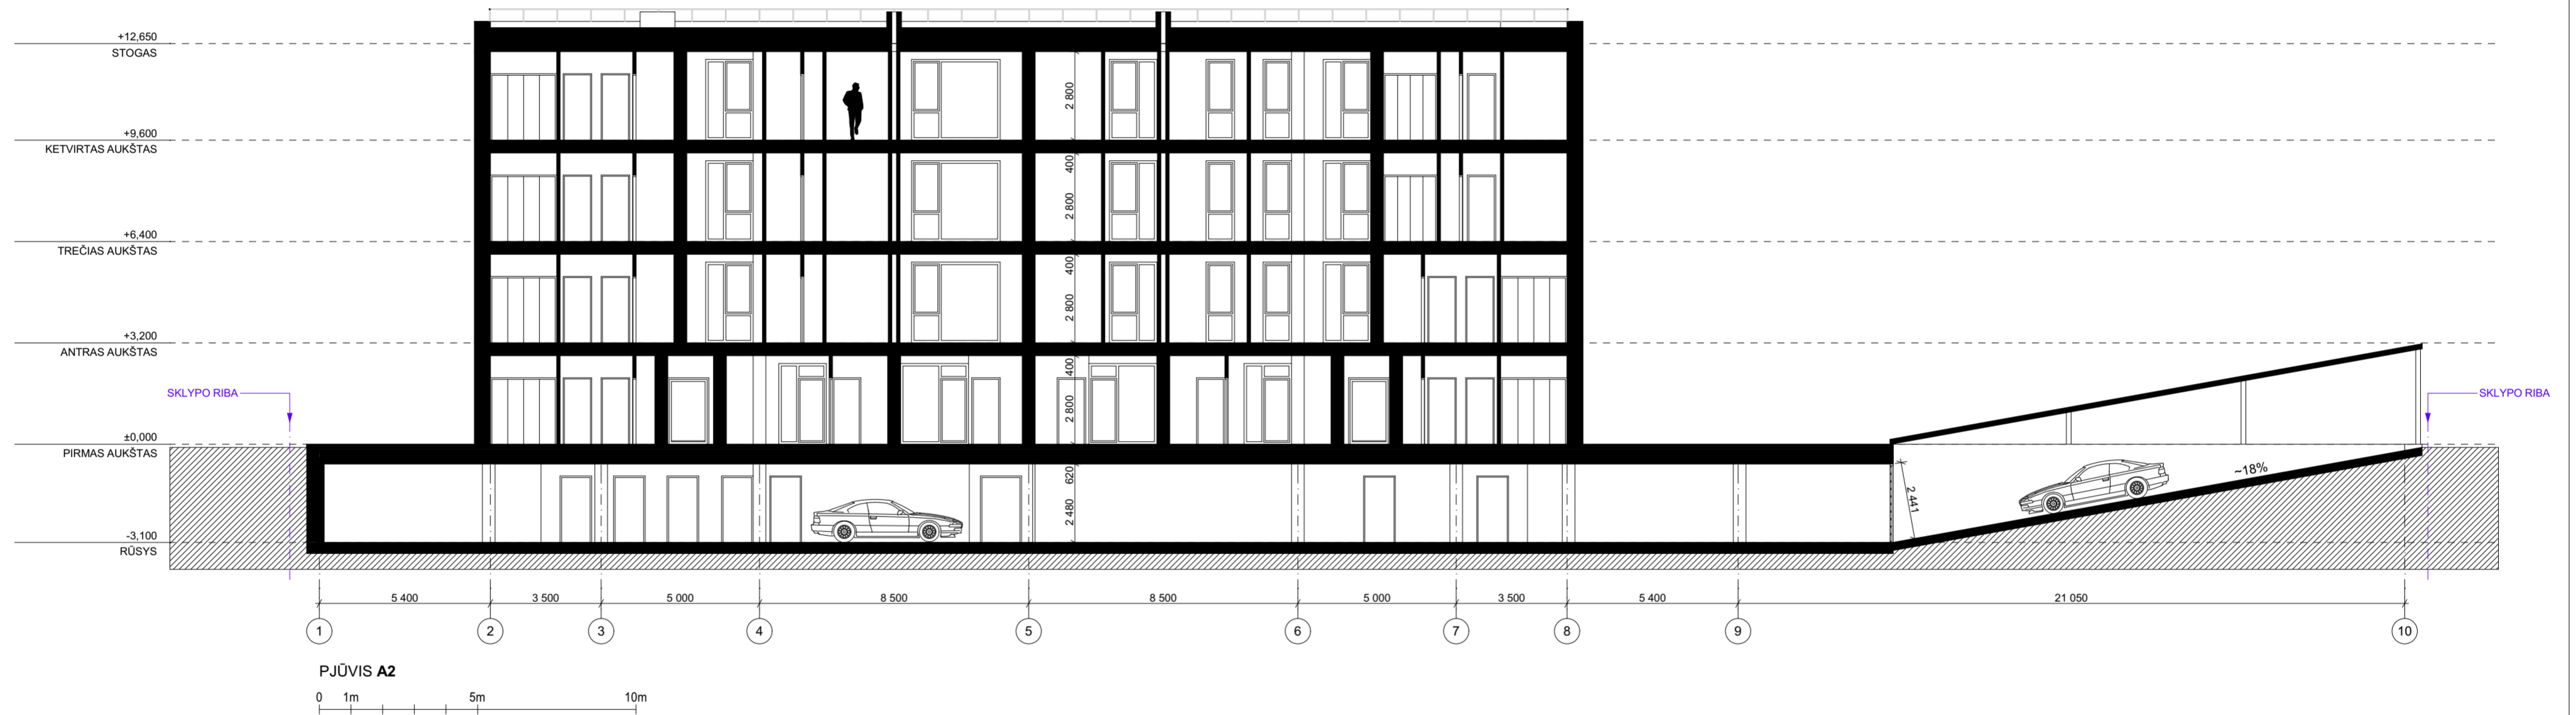 +12,650
STOGAS
+9,600
KETVIRTAS AUKŠTAS
+6,400
TREČIAS AUKŠTAS
+3,200
ANTRAS AUKŠTAS
±0,000
PIRMAS AUKŠTAS
-3,100
RŪSYS
SKLYPO RIBA
SKLYPO RIBA
2 800
400
2 800
400
2 800
400
2 800
620
2 480
2 441
~18%
5 400 3 500 5 000 8 500 8 500 5 000 3 500 5 400 21 050
1 2 3 4 5 6 7 8 9 10
PJŪVIS A2
0 1m 5m 10m